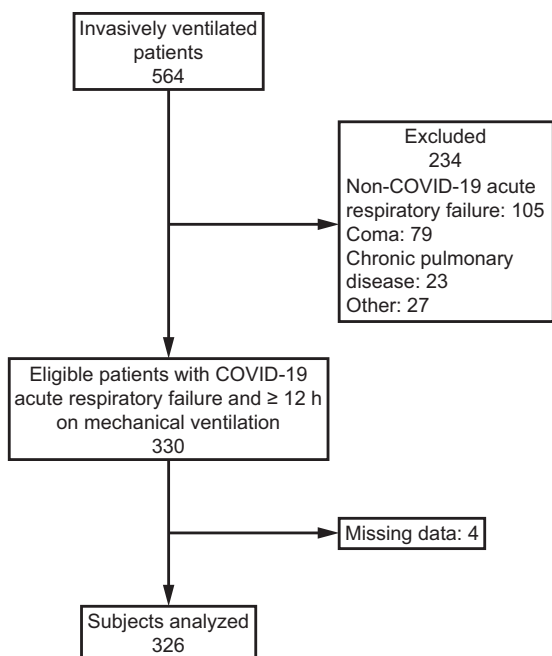 Invasively ventilated
patients
564
Excluded
234
Non-COVID-19 acute
respiratory failure: 105
Coma: 79
Chronic pulmonary
disease: 23
Other: 27
Eligible patients with COVID-19
acute respiratory failure and ≥ 12 h
on mechanical ventilation
330
Missing data: 4
Subjects analyzed
326